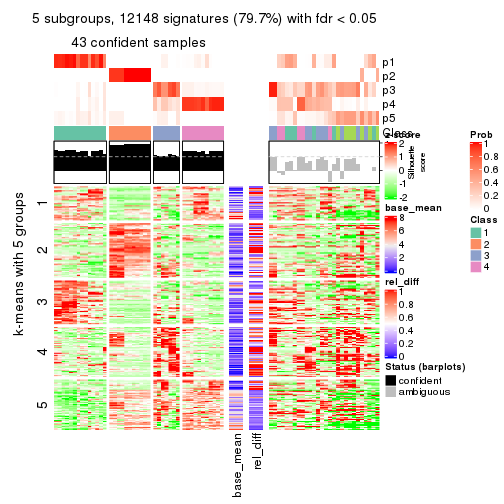 5 subgroups, 12148 signatures (79.7%) with fdr < 0.05
43 confident samples
p1
p2
p3
p4
p5
Class
z-score
2
1
0
-1
-2
Silhouette
score
k-means with 5 groups
1
2
3
4
5
base_mean
rel_diff
base_mean
8
6
4
2
0
rel_diff
1
0.8
0.6
0.4
0.2
0
Status (barplots)
confident
ambiguous
Prob
1
0.8
0.6
0.4
0.2
0
Class
1
2
3
4